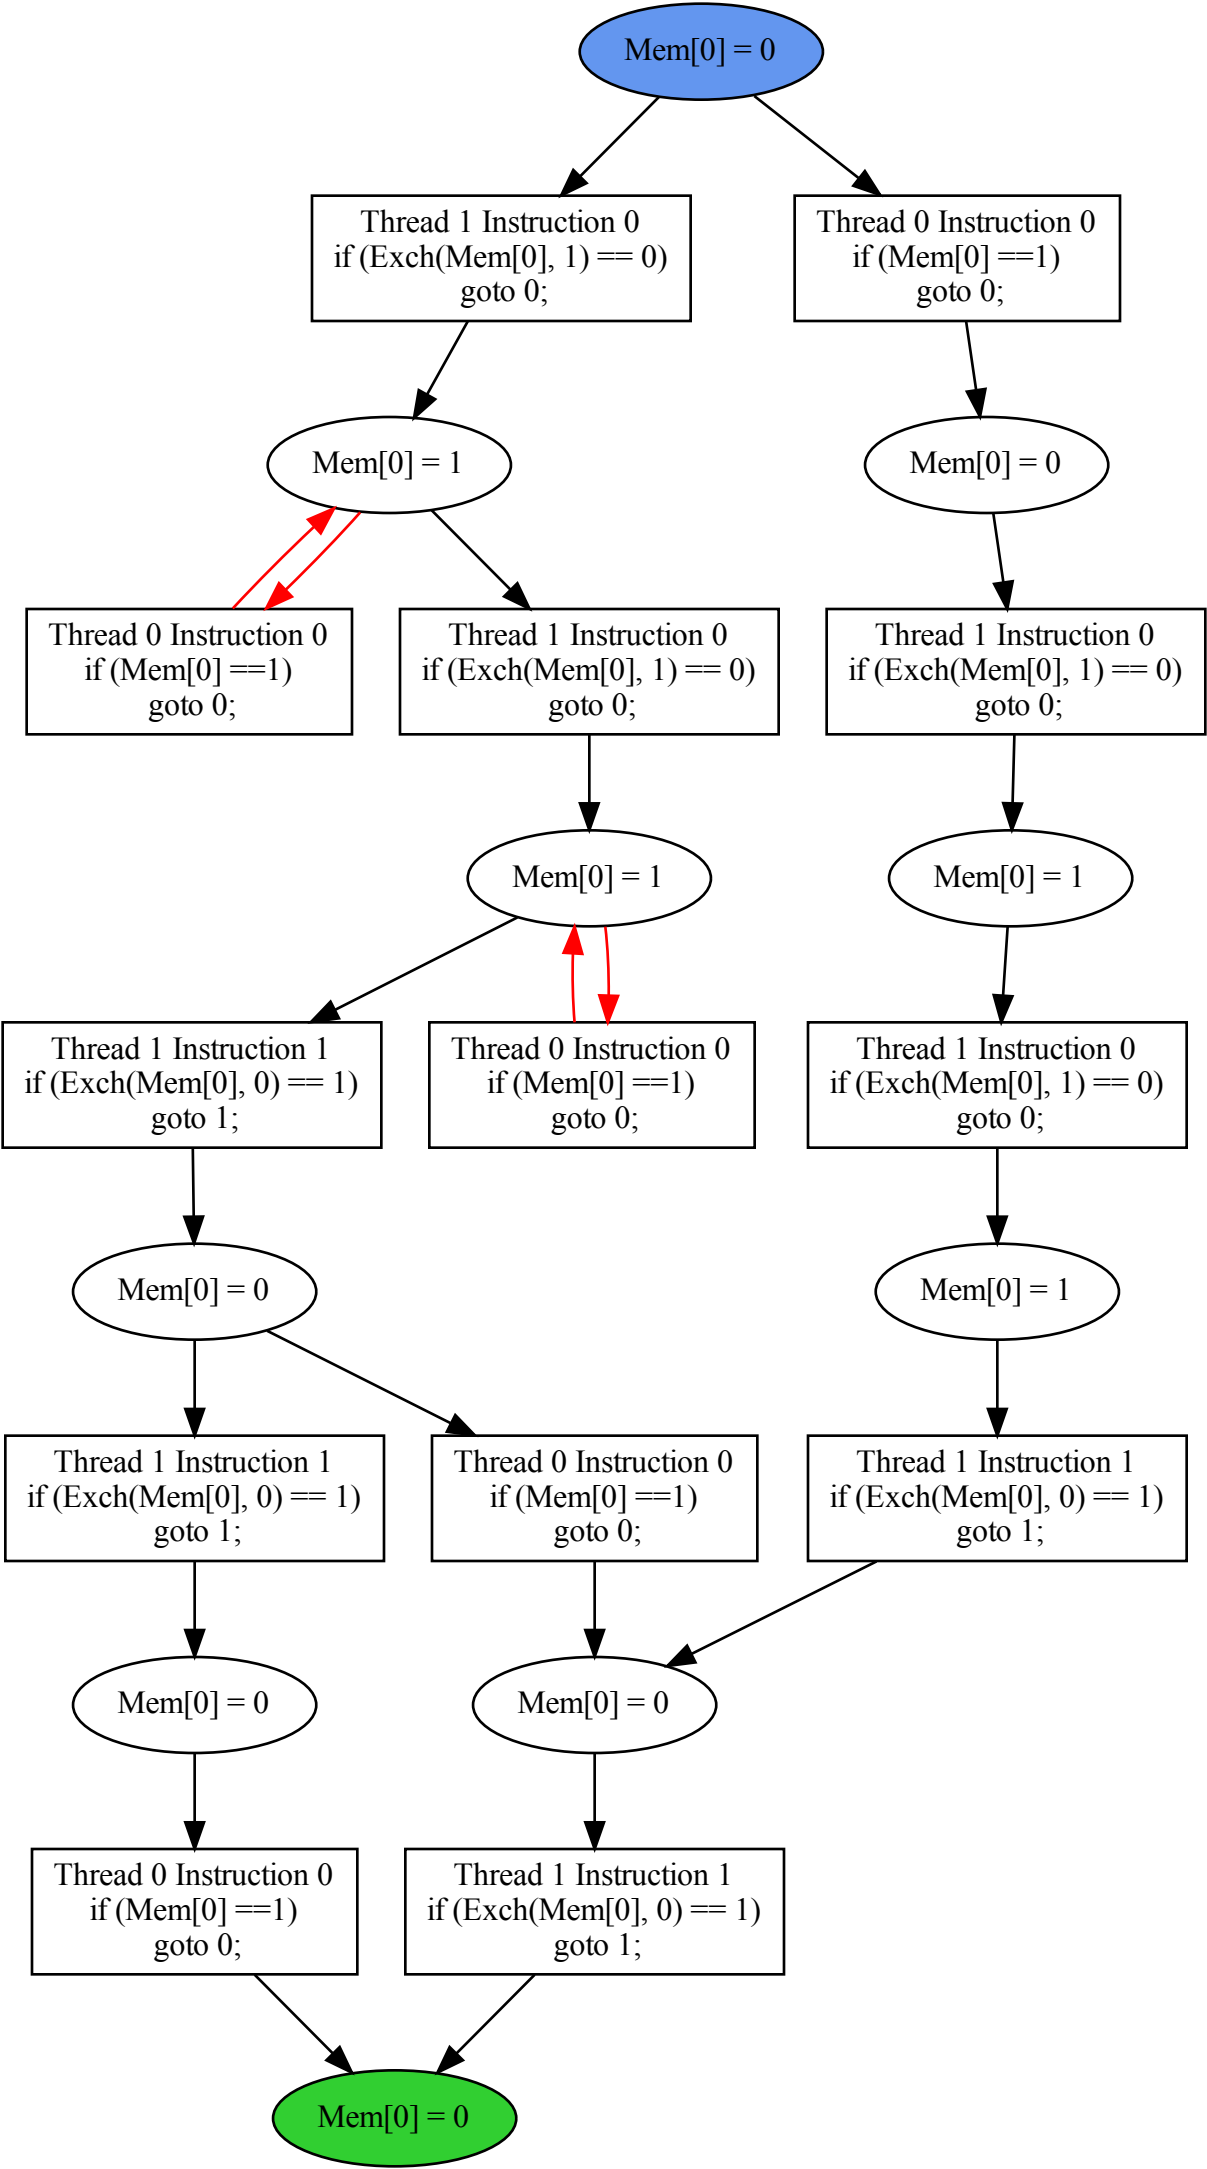 Mem[0] = 0
Thread 1 Instruction 0
if (Exch(Mem[0], 1) == 0)
goto 0;
Thread 0 Instruction 0
if (Mem[0] ==1)
goto 0;
Mem[0] = 1
Mem[0] = 0
Thread 0 Instruction 0
if (Mem[0] ==1)
goto 0;
Thread 1 Instruction 0
if (Exch(Mem[0], 1) == 0)
goto 0;
Thread 1 Instruction 0
if (Exch(Mem[0], 1) == 0)
goto 0;
Mem[0] = 1
Mem[0] = 1
Thread 1 Instruction 1
if (Exch(Mem[0], 0) == 1)
goto 1;
Thread 0 Instruction 0
if (Mem[0] ==1)
goto 0;
Thread 1 Instruction 0
if (Exch(Mem[0], 1) == 0)
goto 0;
Mem[0] = 0
Mem[0] = 1
Thread 1 Instruction 1
if (Exch(Mem[0], 0) == 1)
goto 1;
Thread 0 Instruction 0
if (Mem[0] ==1)
goto 0;
Thread 1 Instruction 1
if (Exch(Mem[0], 0) == 1)
goto 1;
Mem[0] = 0
Mem[0] = 0
Thread 0 Instruction 0
if (Mem[0] ==1)
goto 0;
Thread 1 Instruction 1
if (Exch(Mem[0], 0) == 1)
goto 1;
Mem[0] = 0